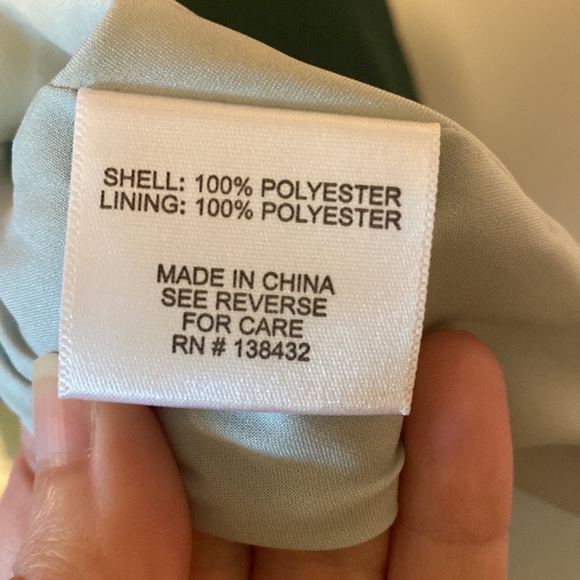 SHELL: 100% POLYESTER
LINING: 100% POLYESTER
MADE IN CHINA
SEE REVERSE
FOR CARE
RN # 138432